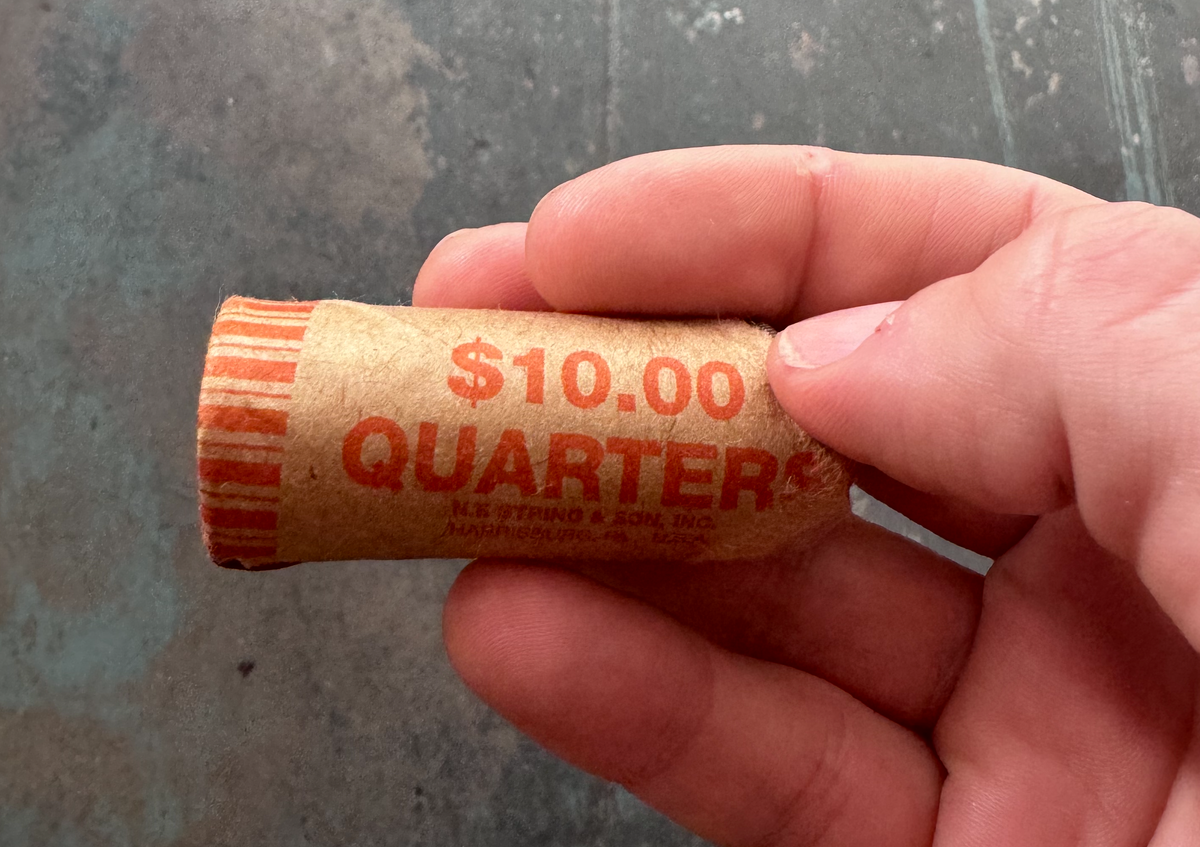 $10.00
QUARTERS
N.F. STRING & SON, INC.
HARRISBURG, PA U.S.A.